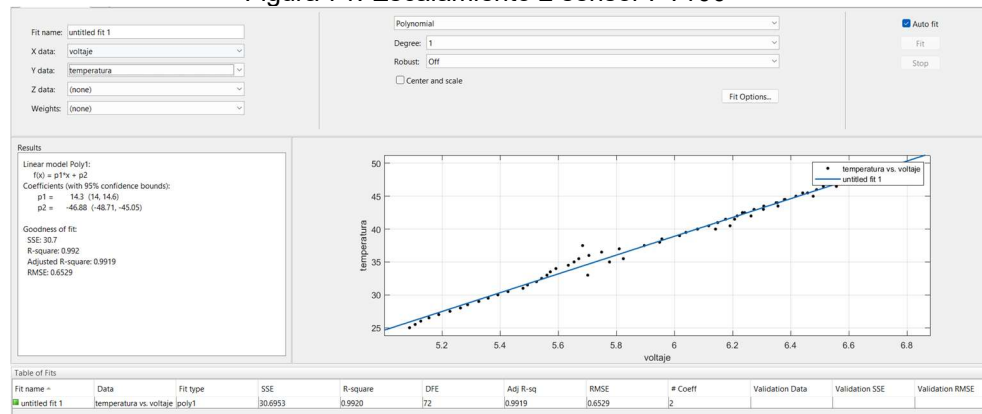 Figura 14. Escalamiento 2 sensor PT100
Fit name: untitled fit 1
X data: voltaje
Y data: temperatura
Z data: (none)
Weights: (none)
Polynomial
Degree: 1
Robust: Off
Center and scale
Fit Options...
Auto fit
Fit
Stop
Results
Linear model Poly1:
f(x) = p1*x + p2
Coefficients (with 95% confidence bounds):
p1 = 14.3 (14, 14.6)
p2 = -46.88 (-48.71, -45.05)
Goodness of fit:
SSE: 30.7
R-square: 0.992
Adjusted R-square: 0.9919
RMSE: 0.6529
temperatura vs. voltaje
untitled fit 1
50
45
40
35
30
25
temperatura
5.2 5.4 5.6 5.8 6 6.2 6.4 6.6 6.8
voltaje
Table of Fits
Fit name Data Fit type SSE R-square DFE Adj R-sq RMSE # Coeff Validation Data Validation SSE Validation RMSE
untitled fit 1 temperatura vs. voltaje poly1 30.6953 0.9920 72 0.9919 0.6529 2